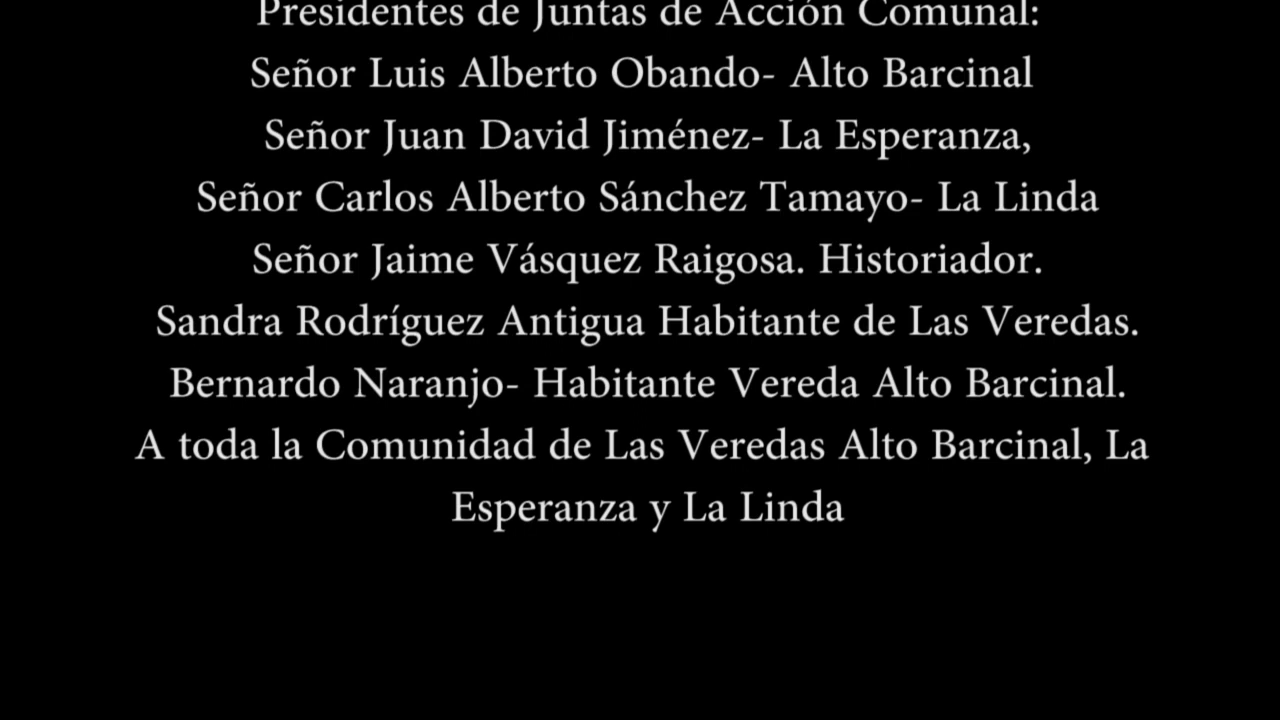 Presidentes de Juntas de Acción Comunal:
Señor Luis Alberto Obando- Alto Barcinal
Señor Juan David Jiménez- La Esperanza,
Señor Carlos Alberto Sánchez Tamayo- La Linda
Señor Jaime Vásquez Raigosa. Historiador.
Sandra Rodríguez Antigua Habitante de Las Veredas.
Bernardo Naranjo- Habitante Vereda Alto Barcinal.
A toda la Comunidad de Las Veredas Alto Barcinal, La
Esperanza y La Linda